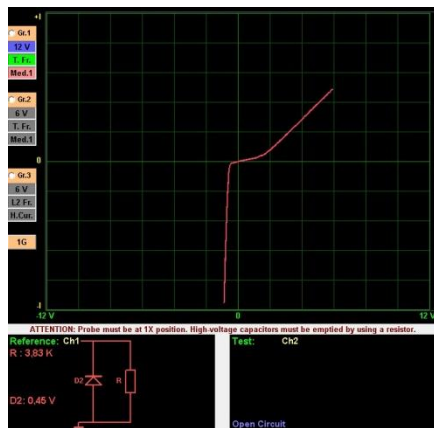 +I
Gr.1
12 V
T. Fr.
Med.1
Gr.2
6 V
T. Fr.
Med.1
0
Gr.3
6 V
L2 Fr.
H.Cur.
1G
-I
-12 V
0
12 V
ATTENTION: Probe must be at 1X position. High-voltage capacitors must be emptied by using a resistor.
Reference: Ch1
R : 3,83 K
D2
R
D2: 0,45 V
Test: Ch2
Open Circuit